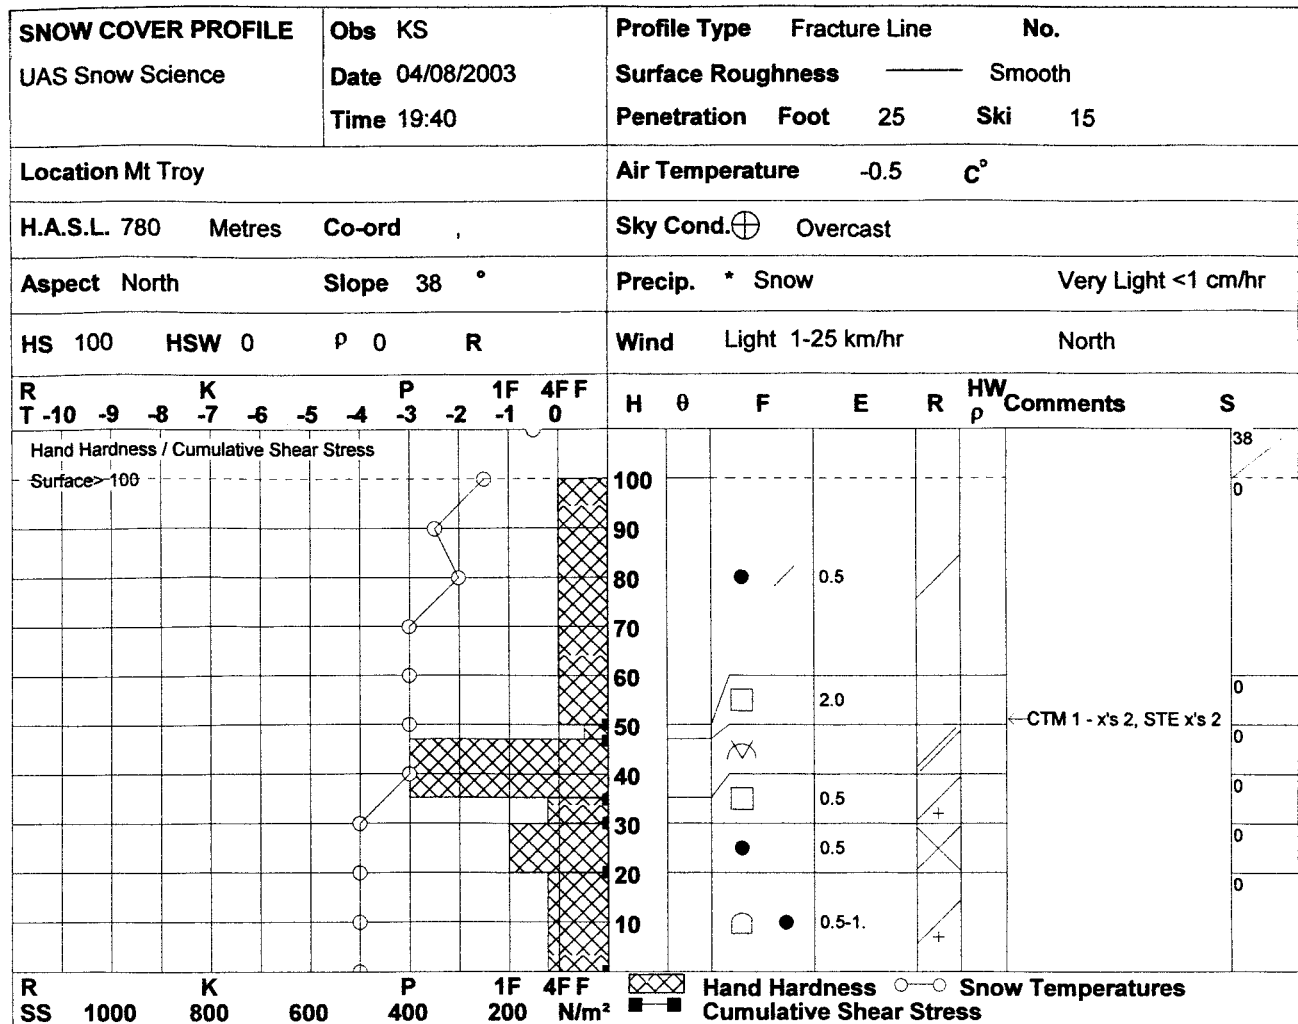 SNOW COVER PROFILE Obs KS Profile Type Fracture Line No.
UAS Snow Science Date 04/08/2003 Surface Roughness Smooth
Time 19:40 Penetration Foot 25 Ski 15
Location Mt Troy Air Temperature -0.5 C°
H.A.S.L. 780 Metres Co-ord , Sky Cond. Overcast
Aspect North Slope 38 ° Precip. * Snow Very Light <1 cm/hr
HS 100 HSW 0 ρ 0 R Wind Light 1-25 km/hr North
R K P 1F 4F F HW
T -10 -9 -8 -7 -6 -5 -4 -3 -2 -1 0 H θ F E R ρ Comments S
Hand Hardness / Cumulative Shear Stress 38
Surface> 100 100 0
90
80 0.5
70
60 0
2.0
50 CTM 1 - x's 2, STE x's 2 0
40 0
0.5
+
30 0
0.5
20 0
10 0.5-1.
+
R K P 1F 4F F Hand Hardness Snow Temperatures
SS 1000 800 600 400 200 N/m² Cumulative Shear Stress